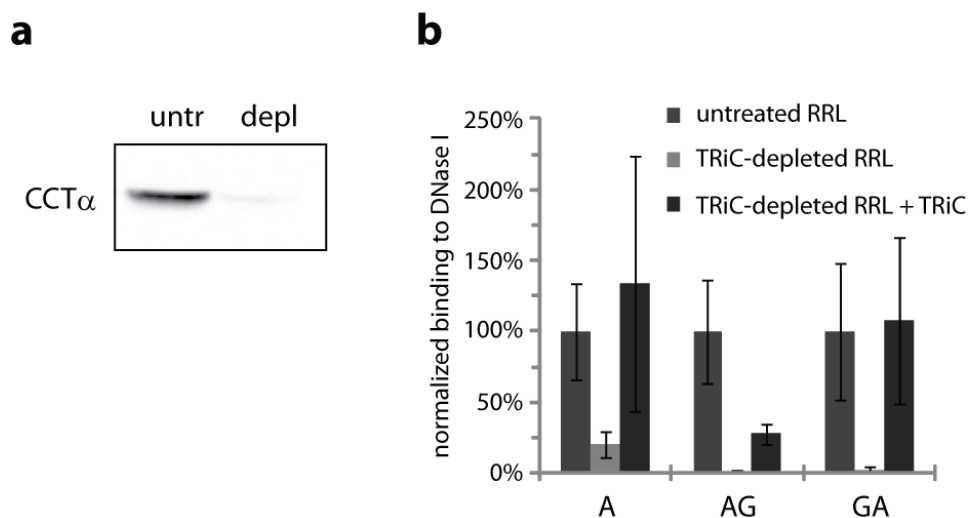 a
untr depl
CCTα
b
normalized binding to DNase I
250%
200%
150%
100%
50%
0%
untreated RRL
TRiC-depleted RRL
TRiC-depleted RRL + TRiC
A AG GA